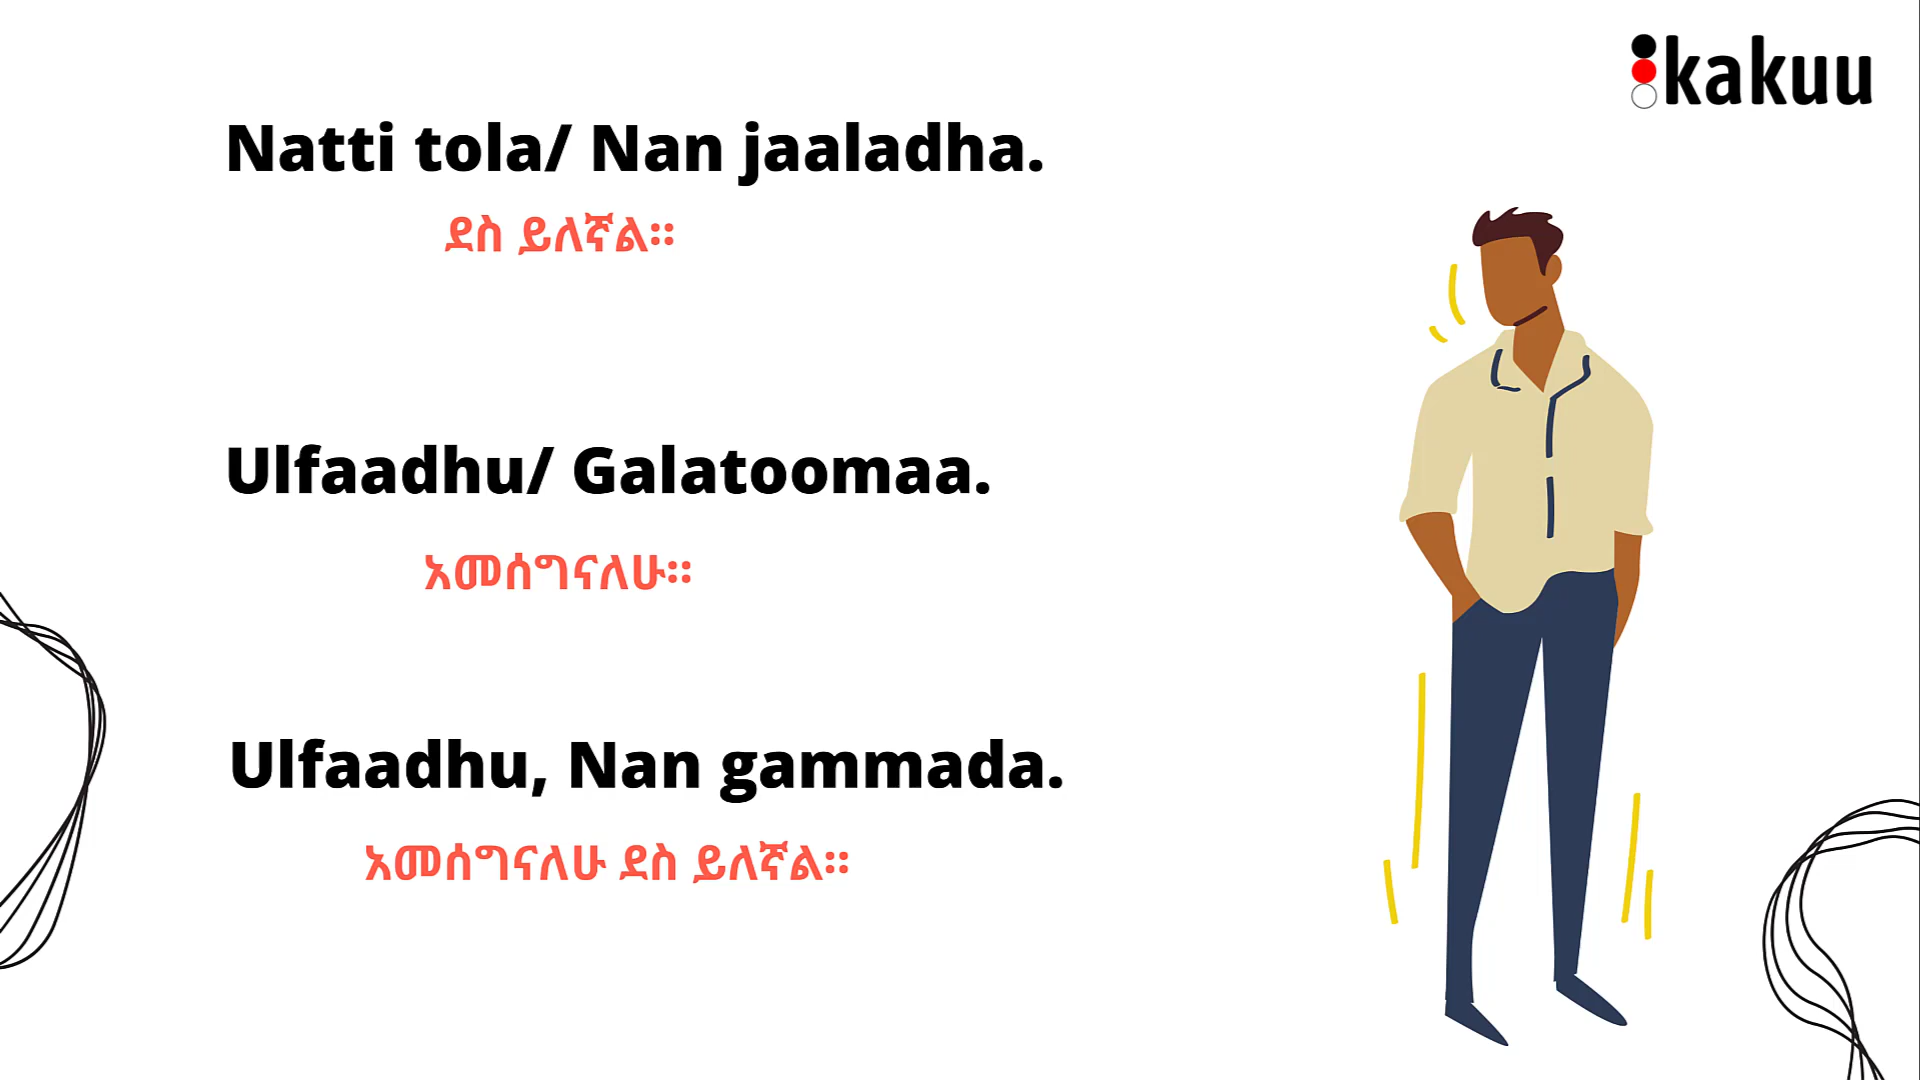 kakuu
Natti tola/ Nan jaaladha.
ደስ ይለኛል።
Ulfaadhu/ Galatoomaa.
አመሰግናለሁ።
Ulfaadhu, Nan gammada.
አመሰግናለሁ ደስ ይለኛል።